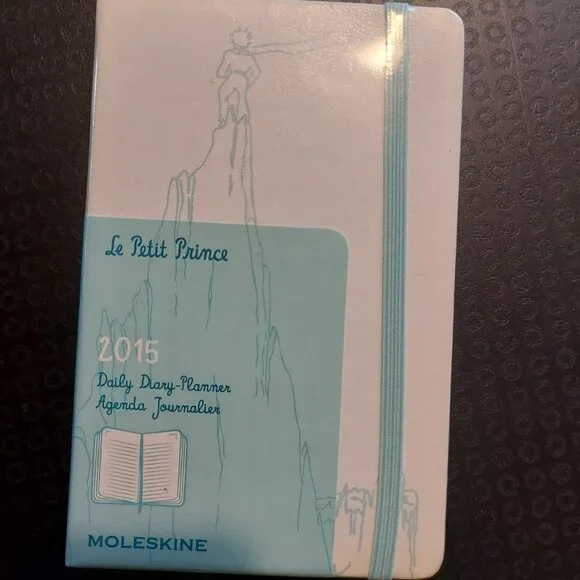 Le Petit Prince
2015
Daily Diary-Planner
Agenda Journalier
MOLESKINE